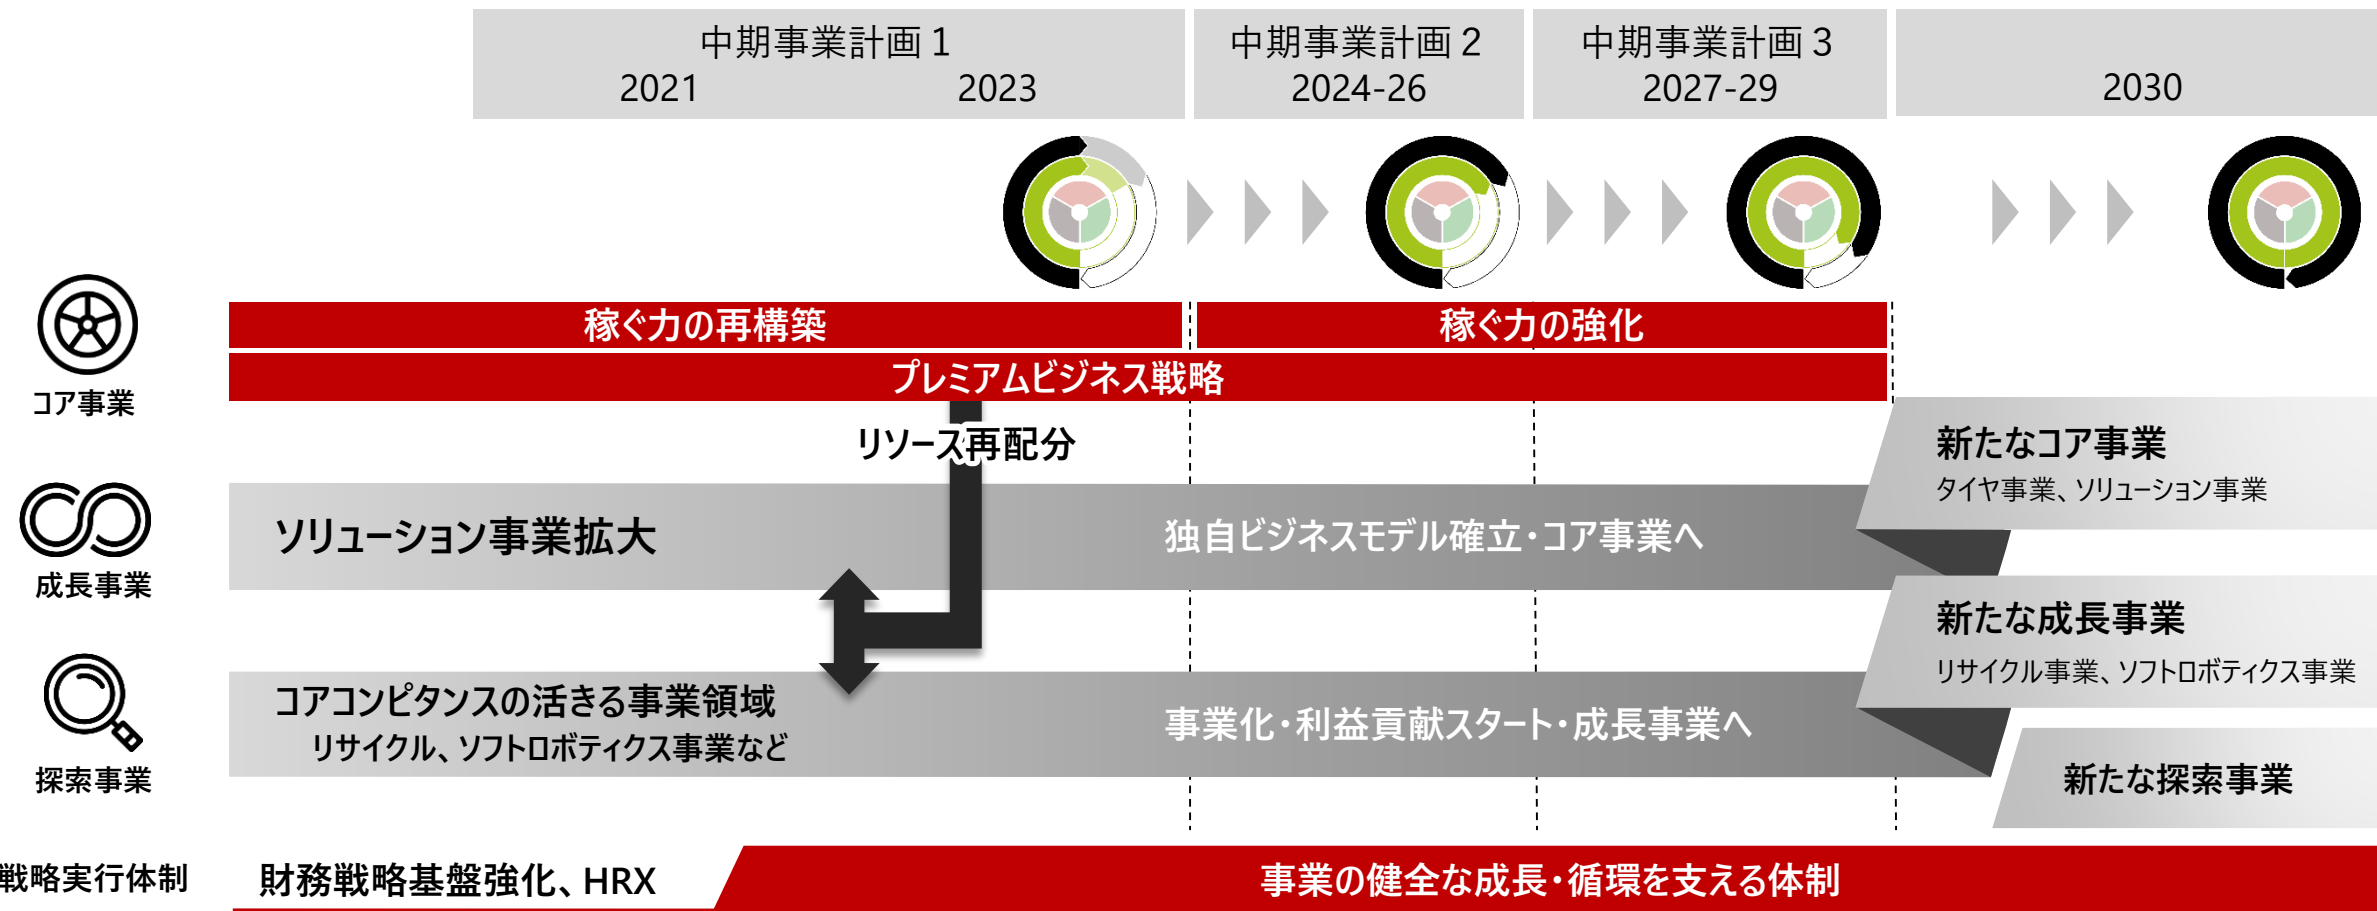 中期事業計画１
2021
2023
中期事業計画２
2024-26
中期事業計画３
2027-29
2030
稼ぐ力の再構築
稼ぐ力の強化
プレミアムビジネス戦略
コア事業
リソース再配分
新たなコア事業
タイヤ事業、ソリューション事業
ソリューション事業拡大
独自ビジネスモデル確立・コア事業へ
成長事業
新たな成長事業
リサイクル事業、ソフトロボティクス事業
コアコンピタンスの活きる事業領域
リサイクル、ソフトロボティクス事業など
事業化・利益貢献スタート・成長事業へ
探索事業
新たな探索事業
戦略実行体制
財務戦略基盤強化、HRX
事業の健全な成長・循環を支える体制